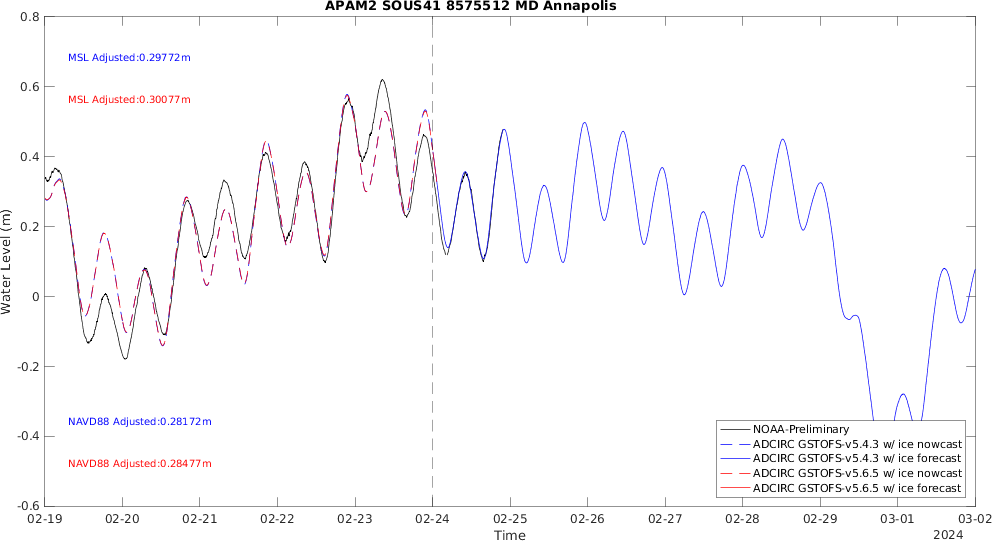 APAM2 SOUS41 8575512 MD Annapolis
0.8
0.6
0.4
0.2
0
-0.2
-0.4
-0.6
Water Level (m)
MSL Adjusted:0.29772m
MSL Adjusted:0.30077m
NAVD88 Adjusted:0.28172m
NAVD88 Adjusted:0.28477m
NOAA-Preliminary
ADCIRC GSTOFS-v5.4.3 w/ ice nowcast
ADCIRC GSTOFS-v5.4.3 w/ ice forecast
ADCIRC GSTOFS-v5.6.5 w/ ice nowcast
ADCIRC GSTOFS-v5.6.5 w/ ice forecast
02-19 02-20 02-21 02-22 02-23 02-24 02-25 02-26 02-27 02-28 02-29 03-01 03-02
Time
2024